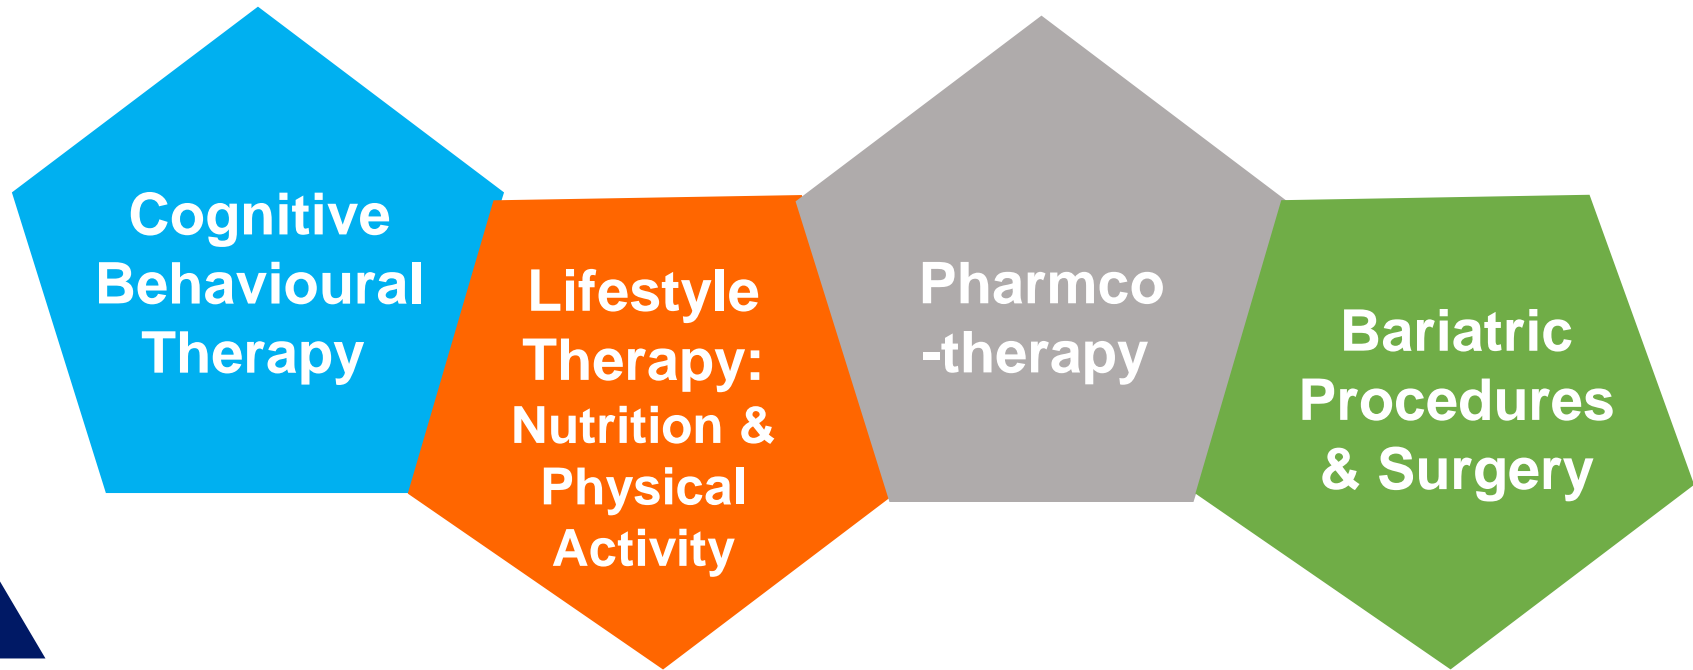 Cognitive
Behavioural
Therapy
Lifestyle
Therapy:
Nutrition &
Physical
Activity
Pharmco
-therapy
Bariatric
Procedures
& Surgery